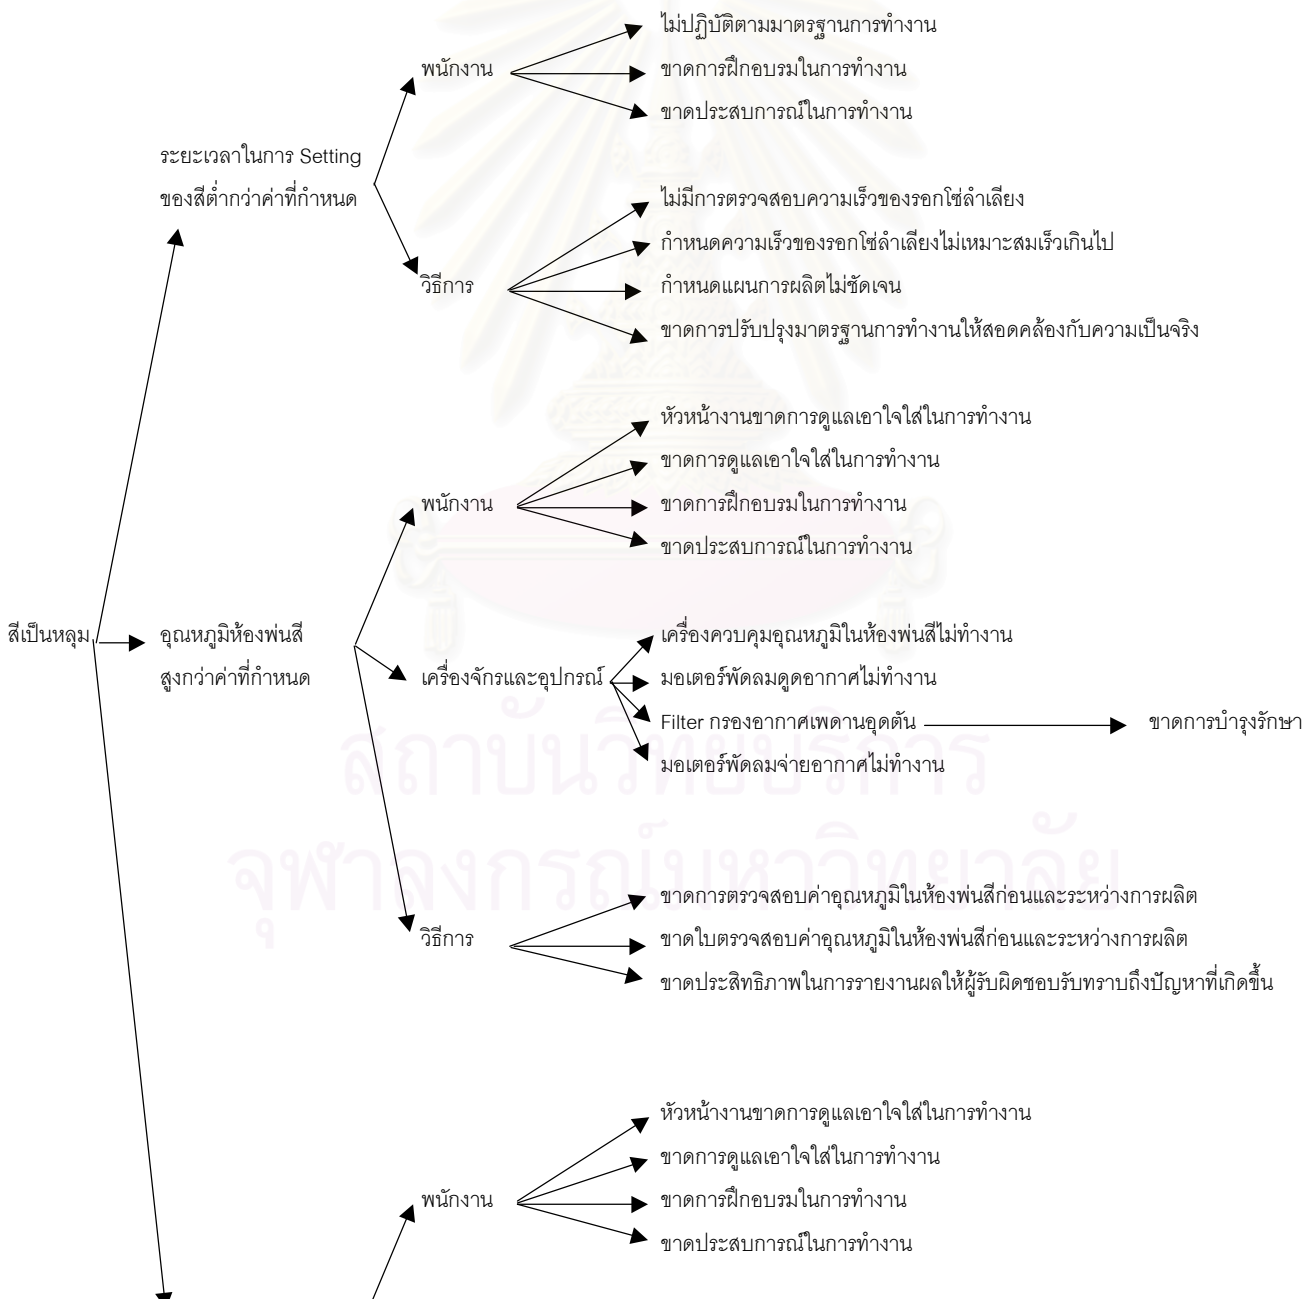 ไม่ปฏิบัติตามมาตรฐานการทำงาน
พนักงาน
ขาดการฝึกอบรมในการทำงาน
ขาดประสบการณ์ในการทำงาน
ระยะเวลาในการ Setting
ของสีต่ำกว่าค่าที่กำหนด
ไม่มีการตรวจสอบความเร็วของรอกโซ่ลำเลียง
กำหนดความเร็วของรอกโซ่ลำเลียงไม่เหมาะสมเร็วเกินไป
วิธีการ
กำหนดแผนการผลิตไม่ชัดเจน
ขาดการปรับปรุงมาตรฐานการทำงานให้สอดคล้องกับความเป็นจริง
หัวหน้างานขาดการดูแลเอาใจใส่ในการทำงาน
ขาดการดูแลเอาใจใส่ในการทำงาน
พนักงาน
ขาดการฝึกอบรมในการทำงาน
ขาดประสบการณ์ในการทำงาน
สีเป็นหลุม
อุณหภูมิห้องพ่นสี
สูงกว่าค่าที่กำหนด
เครื่องจักรและอุปกรณ์
เครื่องควบคุมอุณหภูมิในห้องพ่นสีไม่ทำงาน
มอเตอร์พัดลมดูดอากาศไม่ทำงาน
Filter กรองอากาศเพดานอุดตัน
ขาดการบำรุงรักษา
มอเตอร์พัดลมจ่ายอากาศไม่ทำงาน
สถาบันวิทยบริการ
จุฬาลงกรณ์มหาวิทยาลัย
ขาดการตรวจสอบค่าอุณหภูมิในห้องพ่นสีก่อนและระหว่างการผลิต
วิธีการ
ขาดใบตรวจสอบค่าอุณหภูมิในห้องพ่นสีก่อนและระหว่างการผลิต
ขาดประสิทธิภาพในการรายงานผลให้ผู้รับผิดชอบรับทราบถึงปัญหาที่เกิดขึ้น
หัวหน้างานขาดการดูแลเอาใจใส่ในการทำงาน
ขาดการดูแลเอาใจใส่ในการทำงาน
พนักงาน
ขาดการฝึกอบรมในการทำงาน
ขาดประสบการณ์ในการทำงาน